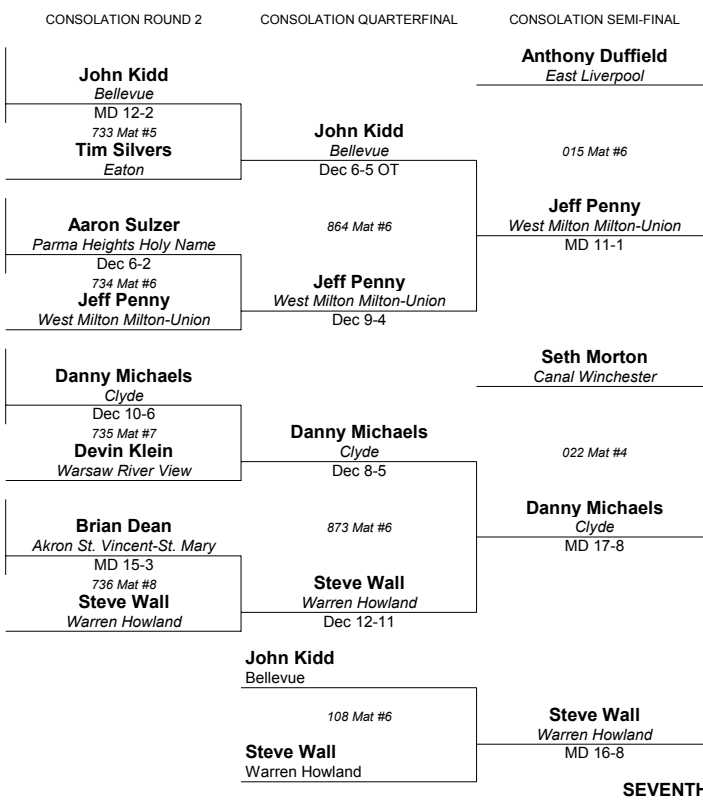 CONSOLATION ROUND 2
CONSOLATION QUARTERFINAL
CONSOLATION SEMI-FINAL
John Kidd
Bellevue
MD 12-2
733 Mat #5
Tim Silvers
Eaton
Aaron Sulzer
Parma Heights Holy Name
Dec 6-2
734 Mat #6
Jeff Penny
West Milton Milton-Union
Danny Michaels
Clyde
Dec 10-6
735 Mat #7
Devin Klein
Warsaw River View
Brian Dean
Akron St. Vincent-St. Mary
MD 15-3
736 Mat #8
Steve Wall
Warren Howland
John Kidd
Bellevue
Dec 6-5 OT
864 Mat #6
Jeff Penny
West Milton Milton-Union
Dec 9-4
Danny Michaels
Clyde
Dec 8-5
873 Mat #6
Steve Wall
Warren Howland
Dec 12-11
Anthony Duffield
East Liverpool
015 Mat #6
Jeff Penny
West Milton Milton-Union
MD 11-1
Seth Morton
Canal Winchester
022 Mat #4
Danny Michaels
Clyde
MD 17-8
John Kidd
Bellevue
108 Mat #6
Steve Wall
Warren Howland
Steve Wall
Warren Howland
MD 16-8
SEVENTH